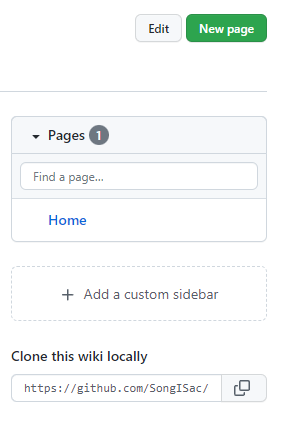 Edit New page
Pages 1
Find a page...
Home
Add a custom sidebar
Clone this wiki locally
https://github.com/SongISac/